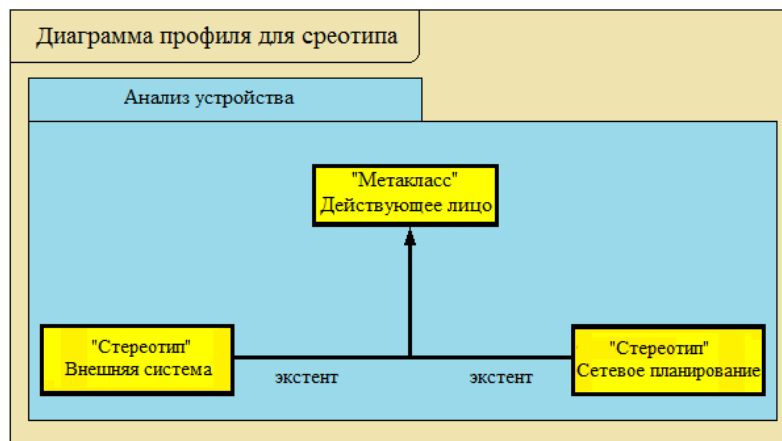 Диаграмма профиля для среотипа
Анализ устройства
"Метакласс"
Действующее лицо
"Стереотип"
Внешняя система
"Стереотип"
Сетевое планирование
экстент
экстент